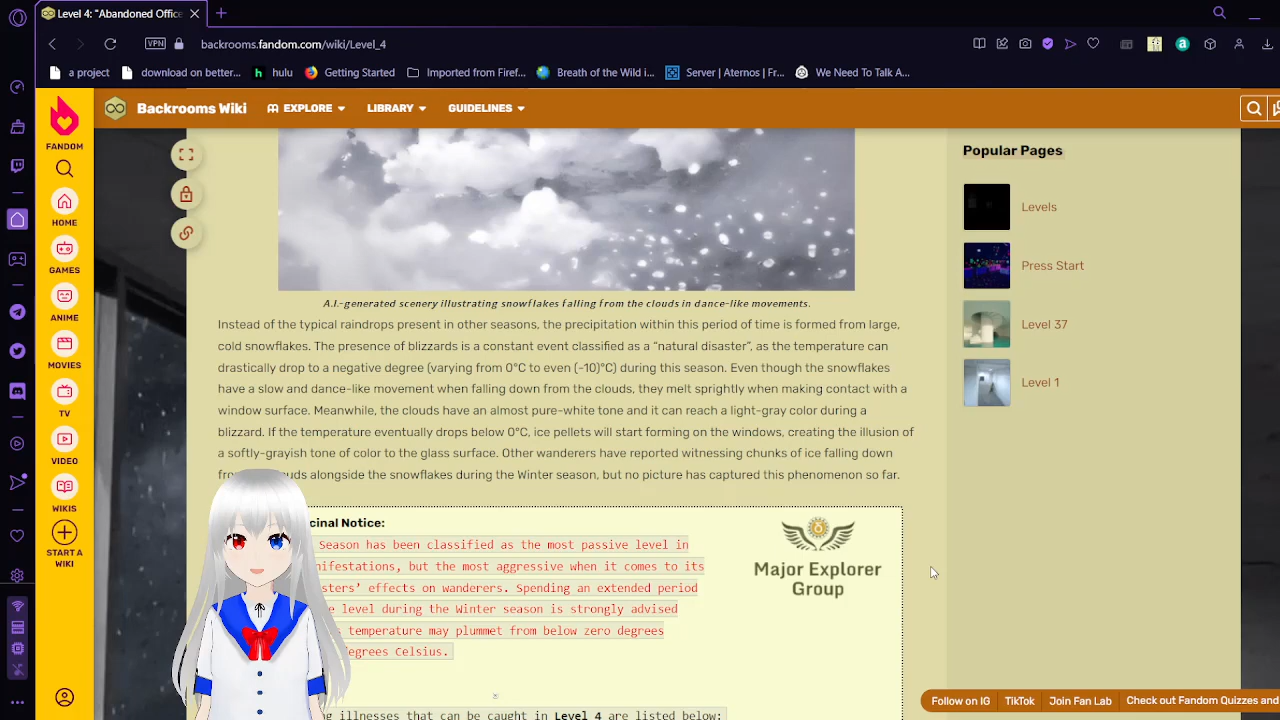 Level 4: "Abandoned Office
VPN
backrooms.fandom.com/wiki/Level_4
a project
download on better...
hulu
Getting Started
Imported from Firef...
Breath of the Wild i...
Server | Aternos | Fr...
We Need To Talk A...
FANDOM
HOME
GAMES
ANIME
MOVIES
TV
VIDEO
WIKIS
START A
WIKI
Backrooms Wiki
EXPLORE
LIBRARY
GUIDELINES
A.I.-generated scenery illustrating snowflakes falling from the clouds in dance-like movements.
Instead of the typical raindrops present in other seasons, the precipitation within this period of time is formed from large,
cold snowflakes. The presence of blizzards is a constant event classified as a “natural disaster”, as the temperature can
drastically drop to a negative degree (varying from 0°C to even (-10)°C) during this season. Even though the snowflakes
have a slow and dance-like movement when falling down from the clouds, they melt sprightly when making contact with a
window surface. Meanwhile, the clouds have an almost pure-white tone and it can reach a light-gray color during a
blizzard. If the temperature eventually drops below 0°C, ice pellets will start forming on the windows, creating the illusion of
a softly-grayish tone of color to the glass surface. Other wanderers have reported witnessing chunks of ice falling down
alongside the snowflakes during the Winter season, but no picture has captured this phenomenon so far.
Notice:
Season has been classified as the most passive level in
but the most aggressive when it comes to its
effects on wanderers. Spending an extended period
level during the Winter season is strongly advised
temperature may plummet from below zero degrees
Celsius.
Major Explorer
Group
illnesses that can be caught in Level 4 are listed below:
Popular Pages
Levels
Press Start
Level 37
Level 1
Follow on IG
TikTok
Join Fan Lab
Check out Fandom Quizzes and